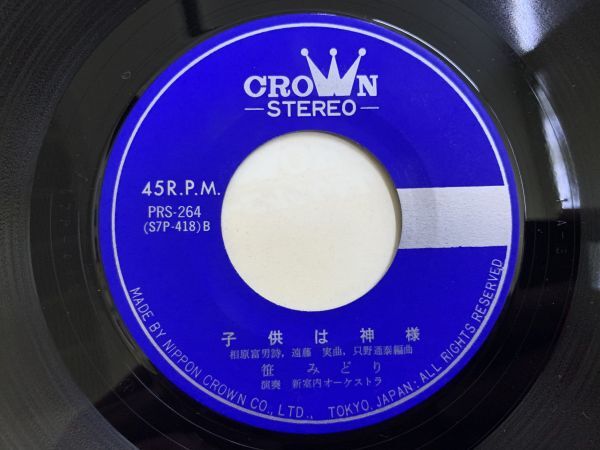 CROWN
STEREO
45R.P.M.
PRS-264
(S7P-418)B
子供は神様
相原富男詩, 遠藤 実曲, 只野通泰編曲
笹みどり
演奏 新室内オーケストラ
MADE BY NIPPON CROWN CO., LTD., TOKYO, JAPAN: ALL RIGHTS RESERVED